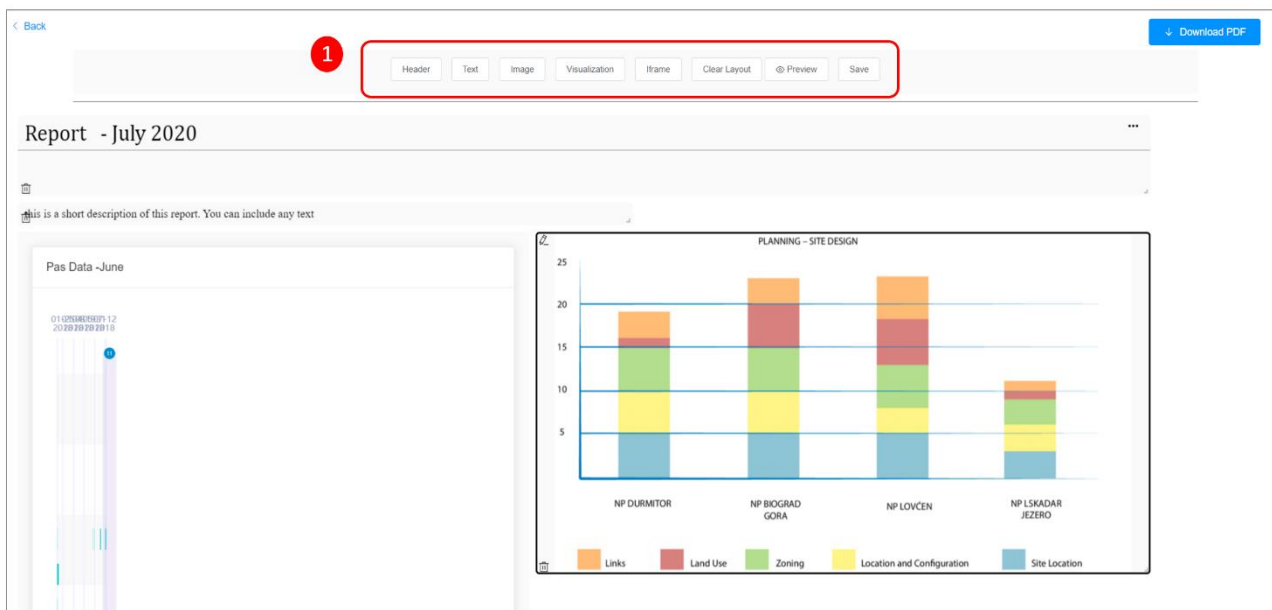 Back
Download PDF
1
Header Text Image Visualization Iframe Clear Layout Preview Save
Report - July 2020
this is a short description of this report. You can include any text
Pas Data -June
PLANNING – SITE DESIGN
25
20
15
10
5
NP DURMITOR
NP BIOGRAD
GORA
NP LOVĆEN
NP LSKADAR
JEZERO
Links Land Use Zoning Location and Configuration Site Location